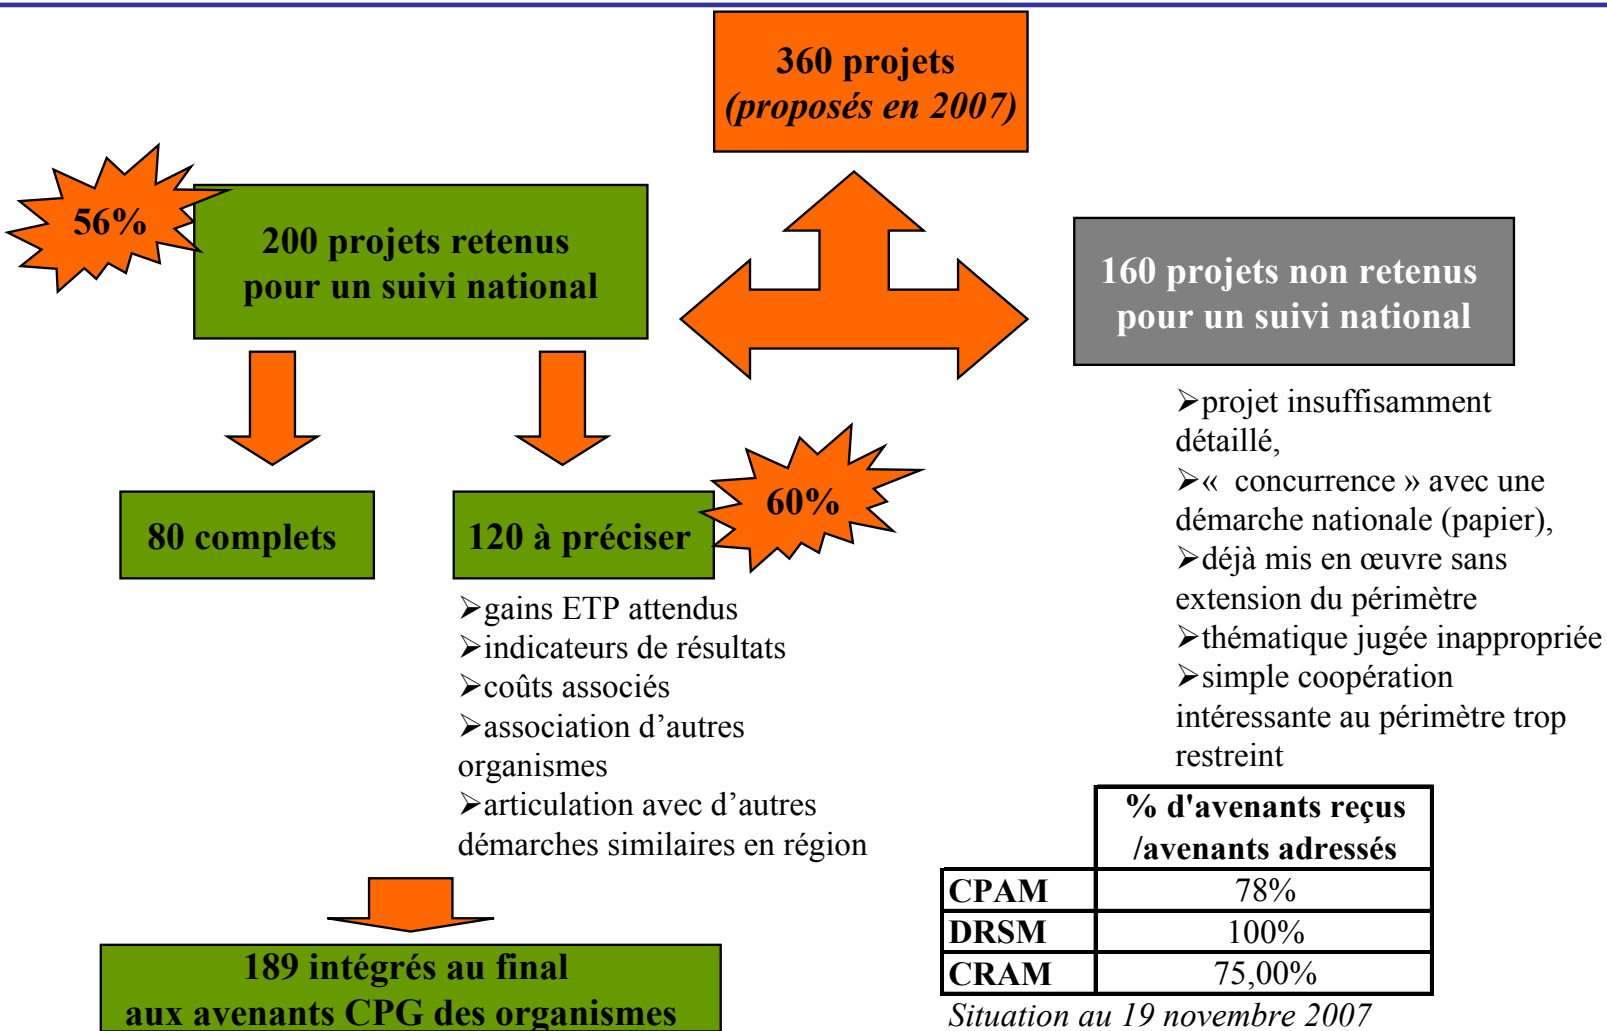 360 projets
(proposés en 2007)
56%
200 projets retenus
pour un suivi national
160 projets non retenus
pour un suivi national
80 complets
120 à préciser
60%
➢gains ETP attendus
➢indicateurs de résultats
➢coûts associés
➢association d’autres
organismes
➢articulation avec d’autres
démarches similaires en région
➢projet insuffisamment
détaillé,
➢« concurrence » avec une
démarche nationale (papier),
➢déjà mis en œuvre sans
extension du périmètre
➢thématique jugée inappropriée
➢simple coopération
intéressante au périmètre trop
restreint
% d'avenants reçus
/avenants adressés
CPAM 78%
DRSM 100%
CRAM 75,00%
Situation au 19 novembre 2007
189 intégrés au final
aux avenants CPG des organismes